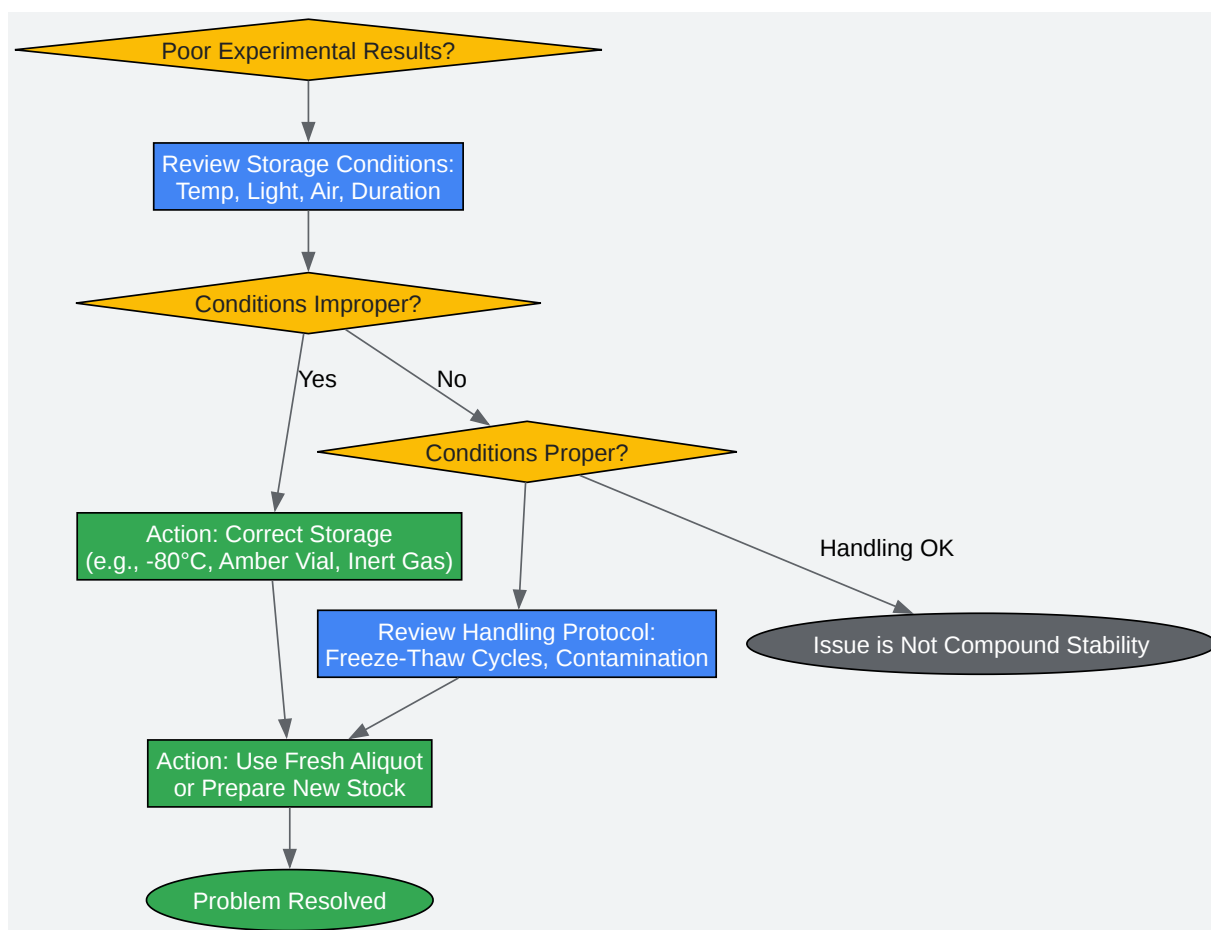 Poor Experimental Results?
Review Storage Conditions:
Temp, Light, Air, Duration
Conditions Improper?
Yes
No
Conditions Proper?
Action: Correct Storage
(e.g., -80°C, Amber Vial, Inert Gas)
Handling OK
Review Handling Protocol:
Freeze-Thaw Cycles, Contamination
Issue is Not Compound Stability
Action: Use Fresh Aliquot
or Prepare New Stock
Problem Resolved